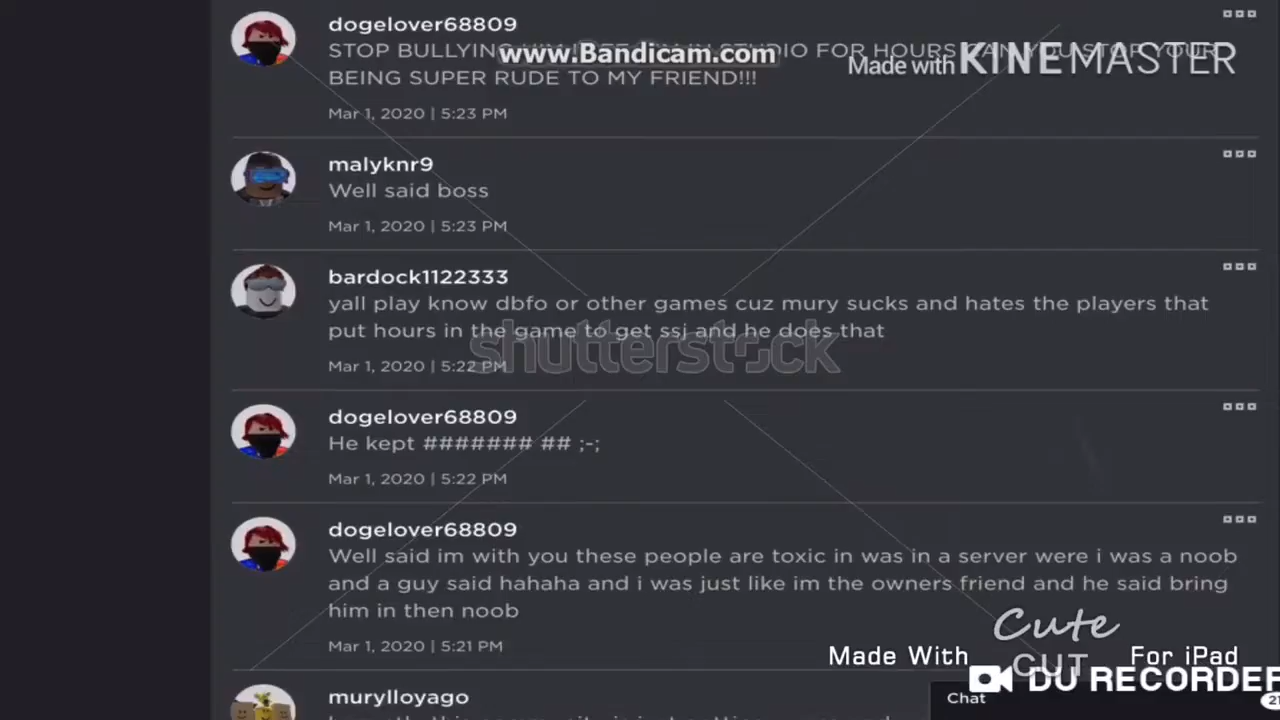 dogelover68809
STOP BULLYING STUDIO FOR HOURS CAN YOU STOP YOUR
www.Bandicam.com
Made with KINEMASTER
BEING SUPER RUDE TO MY FRIEND!!!
Mar 1, 2020 | 5:23 PM
malyknr9
Well said boss
Mar 1, 2020 | 5:23 PM
bardock1122333
yall play know dbfo or other games cuz mury sucks and hates the players that
put hours in the game to get ssj and he does that
shutterstock
Mar 1, 2020 | 5:22 PM
dogelover68809
He kept ####### ## ;-;
Mar 1, 2020 | 5:22 PM
dogelover68809
Well said im with you these people are toxic in was in a server were i was a noob
and a guy said hahaha and i was just like im the owners friend and he said bring
him in then noob
Mar 1, 2020 | 5:21 PM
Made With Cute CUT For iPad
DU RECORDER
murylloyago
Chat